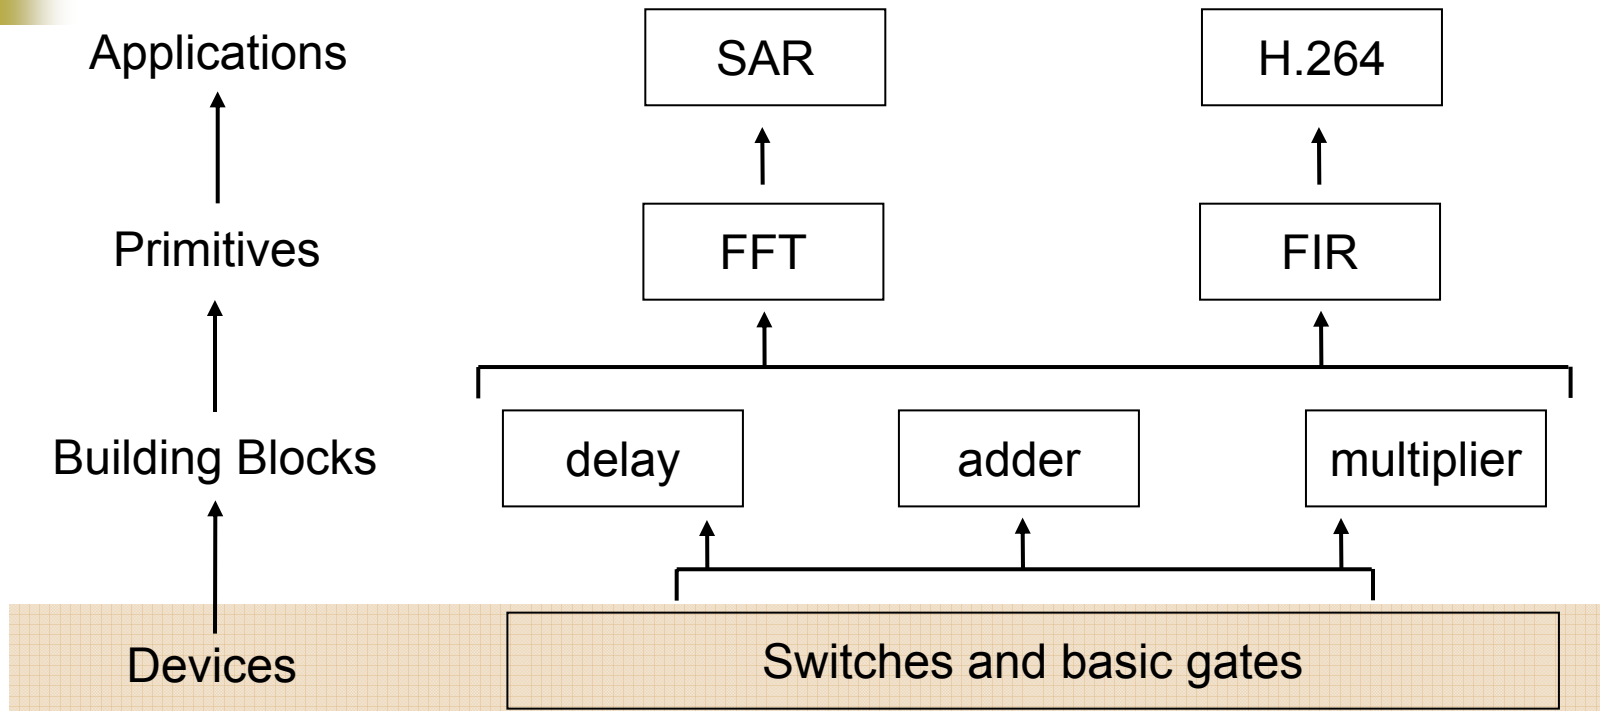 Applications
SAR
H.264
Primitives
FFT
FIR
Building Blocks
delay
adder
multiplier
Devices
Switches and basic gates